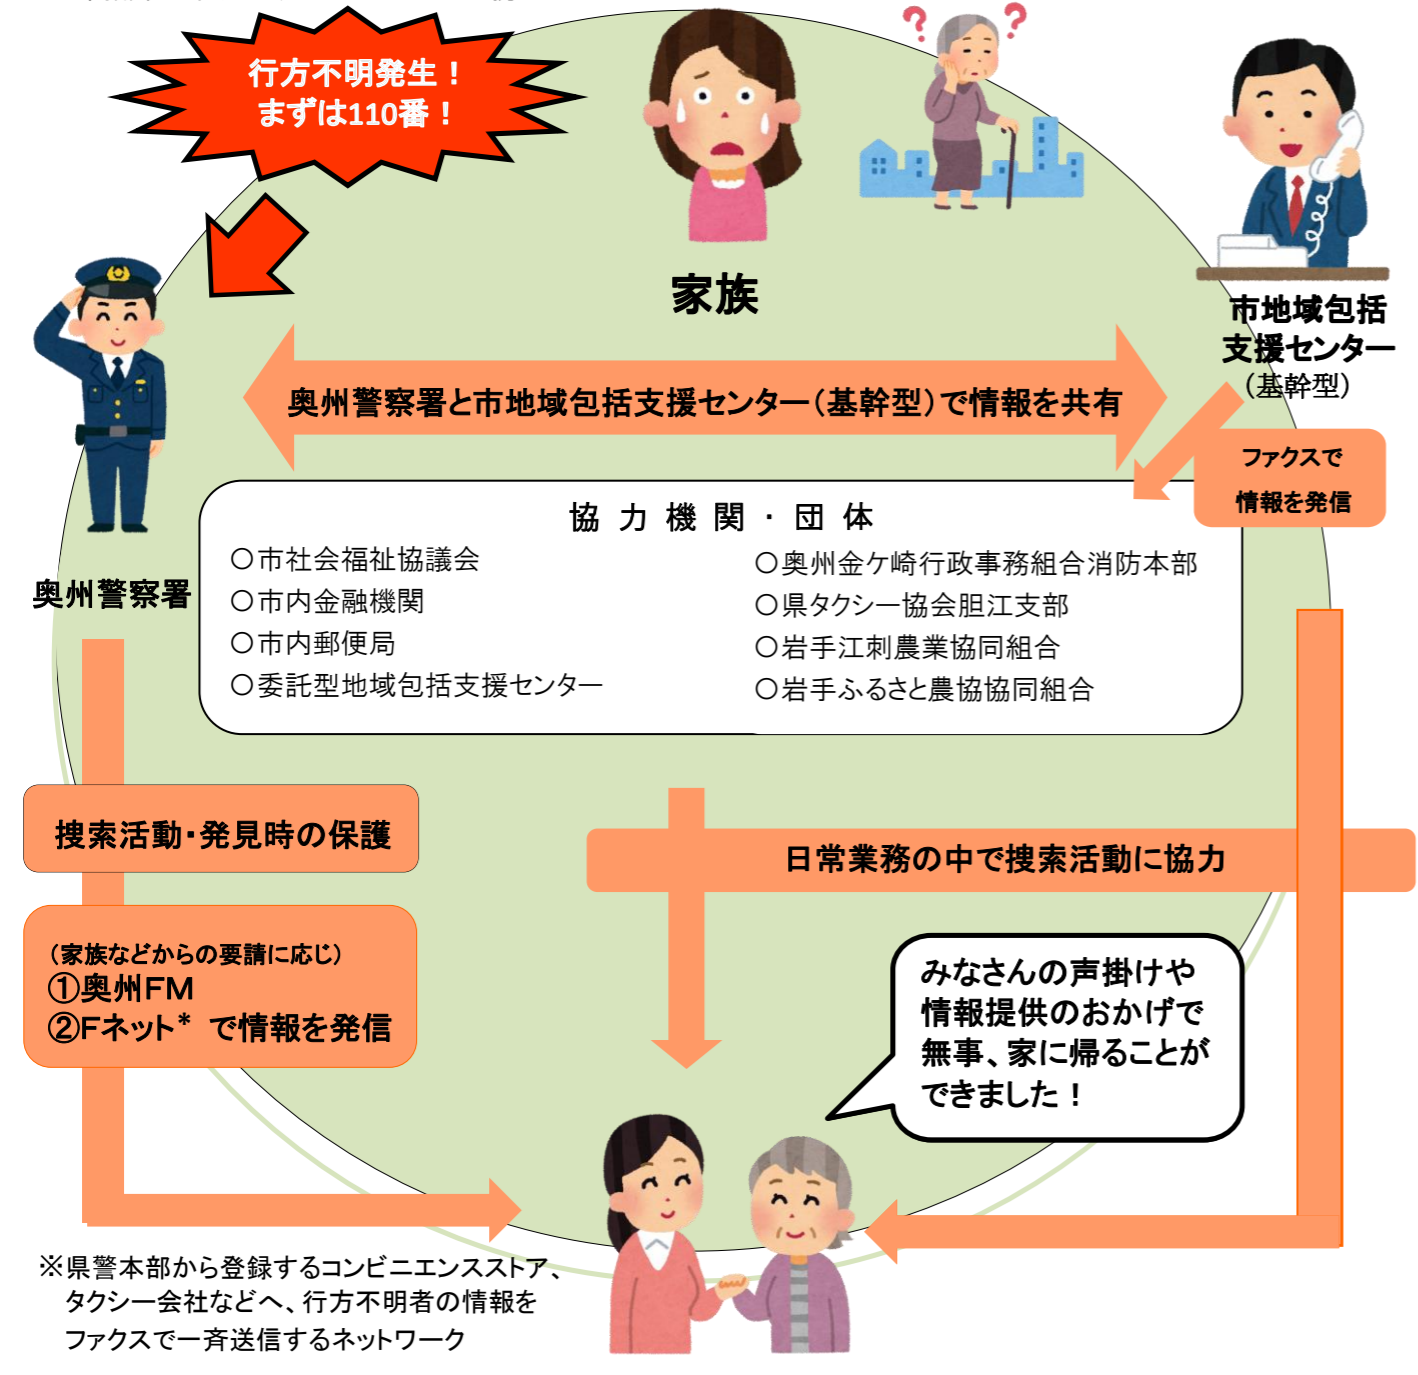 行方不明発生！
まずは110番！
家族
市地域包括
支援センター
（基幹型）
奥州警察署と市地域包括支援センター（基幹型）で情報を共有
ファクスで
情報を発信
奥州警察署
協力機関・団体
〇市社会福祉協議会
〇市内金融機関
〇市内郵便局
〇委託型地域包括支援センター
〇奥州金ケ崎行政事務組合消防本部
〇県タクシー協会胆江支部
〇岩手江刺農業協同組合
〇岩手ふるさと農協協同組合
捜索活動・発見時の保護
日常業務の中で捜索活動に協力
（家族などからの要請に応じ）
①奥州ＦＭ
②Ｆネット* で情報を発信
みなさんの声掛けや
情報提供のおかげで
無事、家に帰ることが
できました！
※県警本部から登録するコンビニエンスストア、
タクシー会社などへ、行方不明者の情報を
ファクスで一斉送信するネットワーク